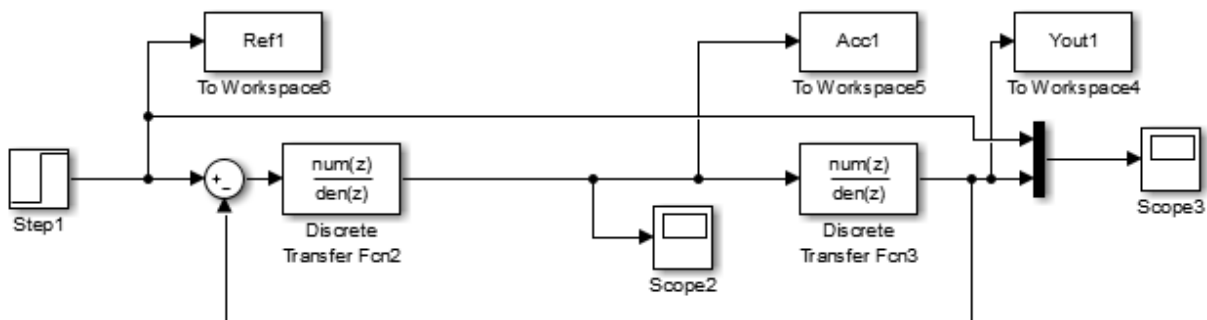 Ref1
To Workspace6
Acc1
To Workspace5
Yout1
To Workspace4
Step1
+
−
num(z)
den(z)
Discrete
Transfer Fcn2
Scope2
num(z)
den(z)
Discrete
Transfer Fcn3
Scope3